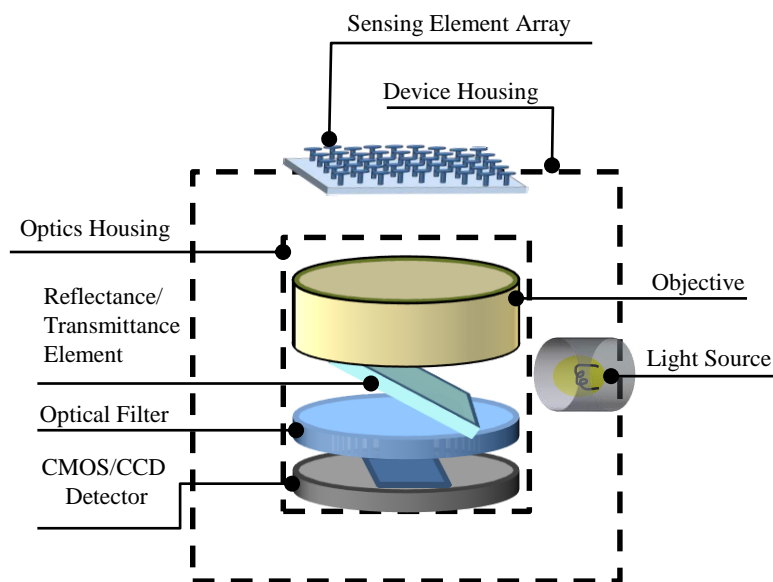 Sensing Element Array
Device Housing
Optics Housing
Reflectance/
Transmittance
Element
Objective
Light Source
Optical Filter
CMOS/CCD
Detector